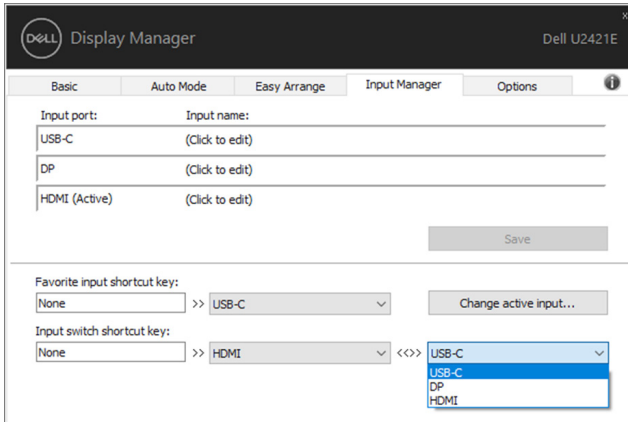 DELL Display Manager Dell U2421E
x
Basic Auto Mode Easy Arrange Input Manager Options i
Input port: Input name:
USB-C (Click to edit)
DP (Click to edit)
HDMI (Active) (Click to edit)
Save
Favorite input shortcut key:
None >> USB-C Change active input...
Input switch shortcut key:
None >> HDMI <<>> USB-C
USB-C
DP
HDMI